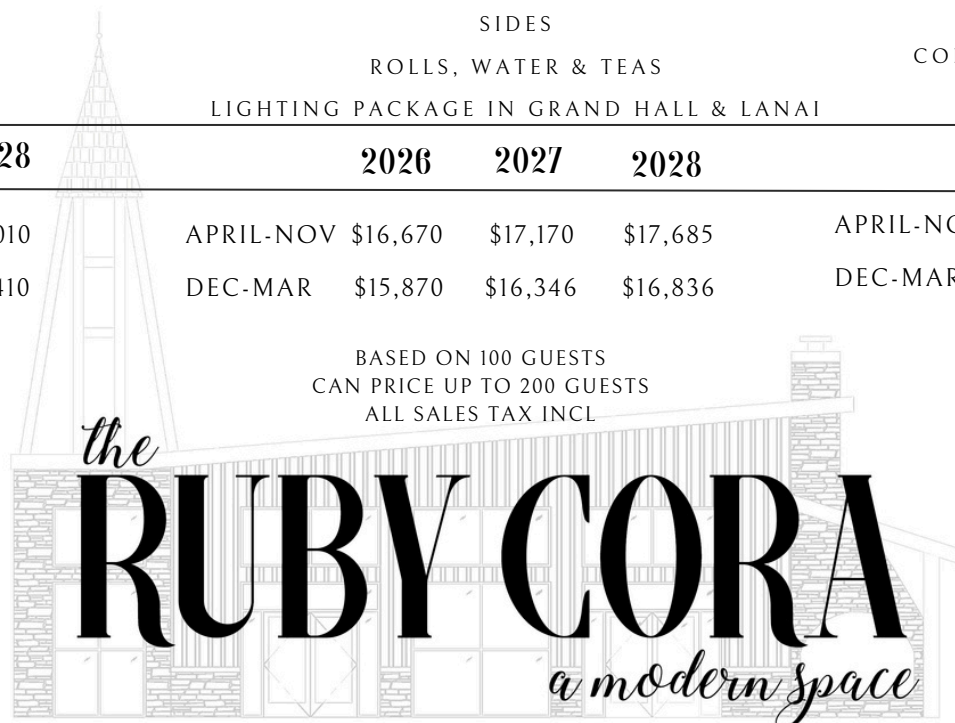 SIDES
ROLLS, WATER & TEAS
LIGHTING PACKAGE IN GRAND HALL & LANAI
2026 2027 2028
APRIL-NOV $16,670 $17,170 $17,685
DEC-MAR $15,870 $16,346 $16,836
BASED ON 100 GUESTS
CAN PRICE UP TO 200 GUESTS
ALL SALES TAX INCL
DEC-MAR
the
RUBY CORA
a modern space